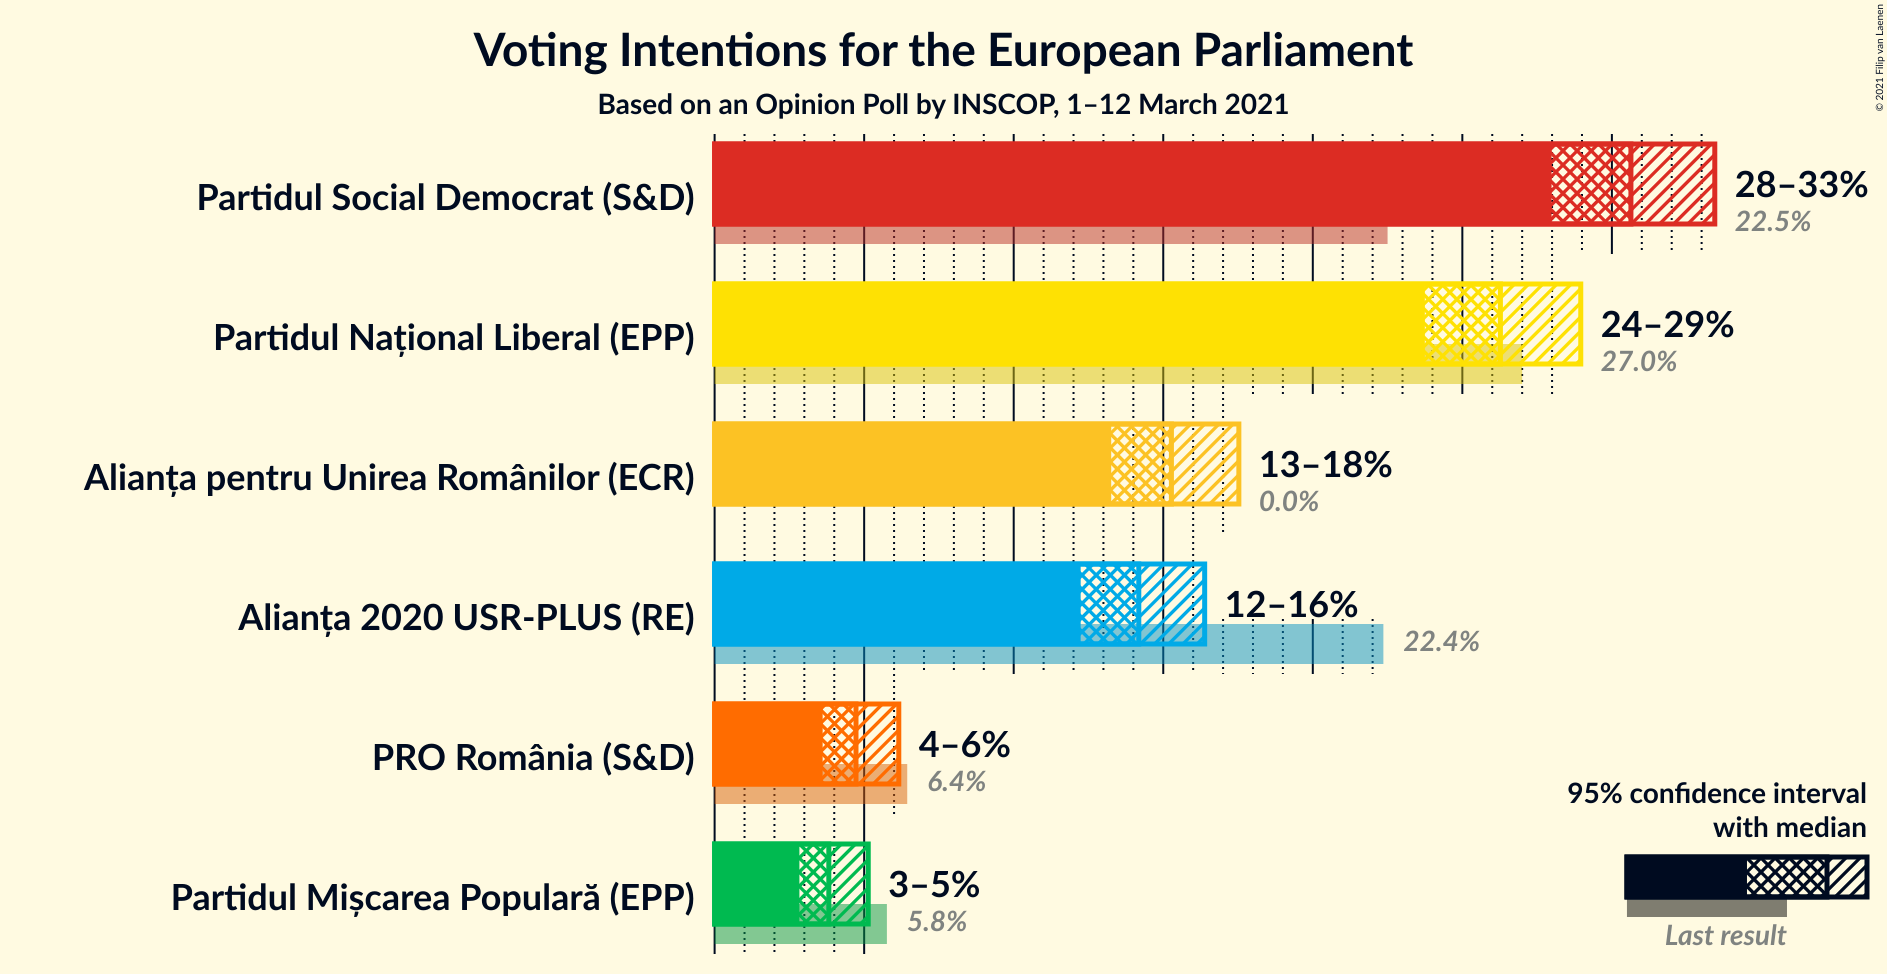 Voting Intentions for the European Parliament
Based on an Opinion Poll by INSCOP, 1–12 March 2021
© 2021 Filip van Laenen
Partidul Social Democrat (S&D)
28–33%
22.5%
Partidul Național Liberal (EPP)
24–29%
27.0%
Alianța pentru Unirea Românilor (ECR)
13–18%
0.0%
Alianța 2020 USR-PLUS (RE)
12–16%
22.4%
PRO România (S&D)
4–6%
6.4%
Partidul Mișcarea Populară (EPP)
3–5%
5.8%
95% confidence interval
with median
Last result